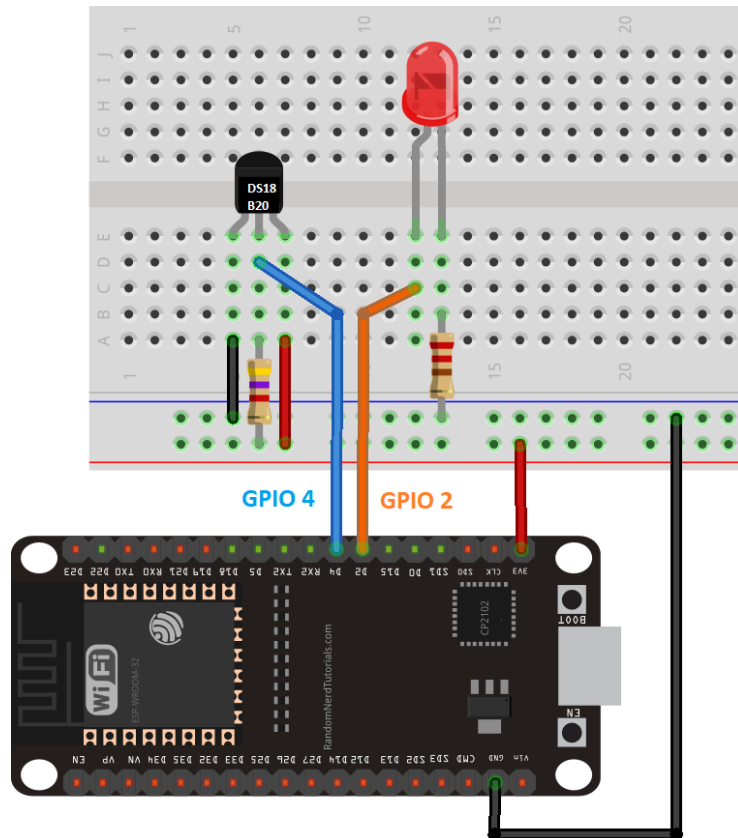 1 5 10 15 20
J
I
H
G
F
DS18
B20
E
D
C
B
A
1 15 20
GPIO 4 GPIO 2
D23 D22 TX0 RX0 D21 D19 D18 D5 TX2 RX2 D4 D2 D15 D0 SD1 SD0 CLK 3V3
CP2102
BOOT
WiFi
ESP-WROOM-32
RandomNerdTutorials.com
EN
EN VP VN D34 D35 D32 D33 D25 D26 D27 D14 D12 D13 SD2 SD3 CMD GND Vin